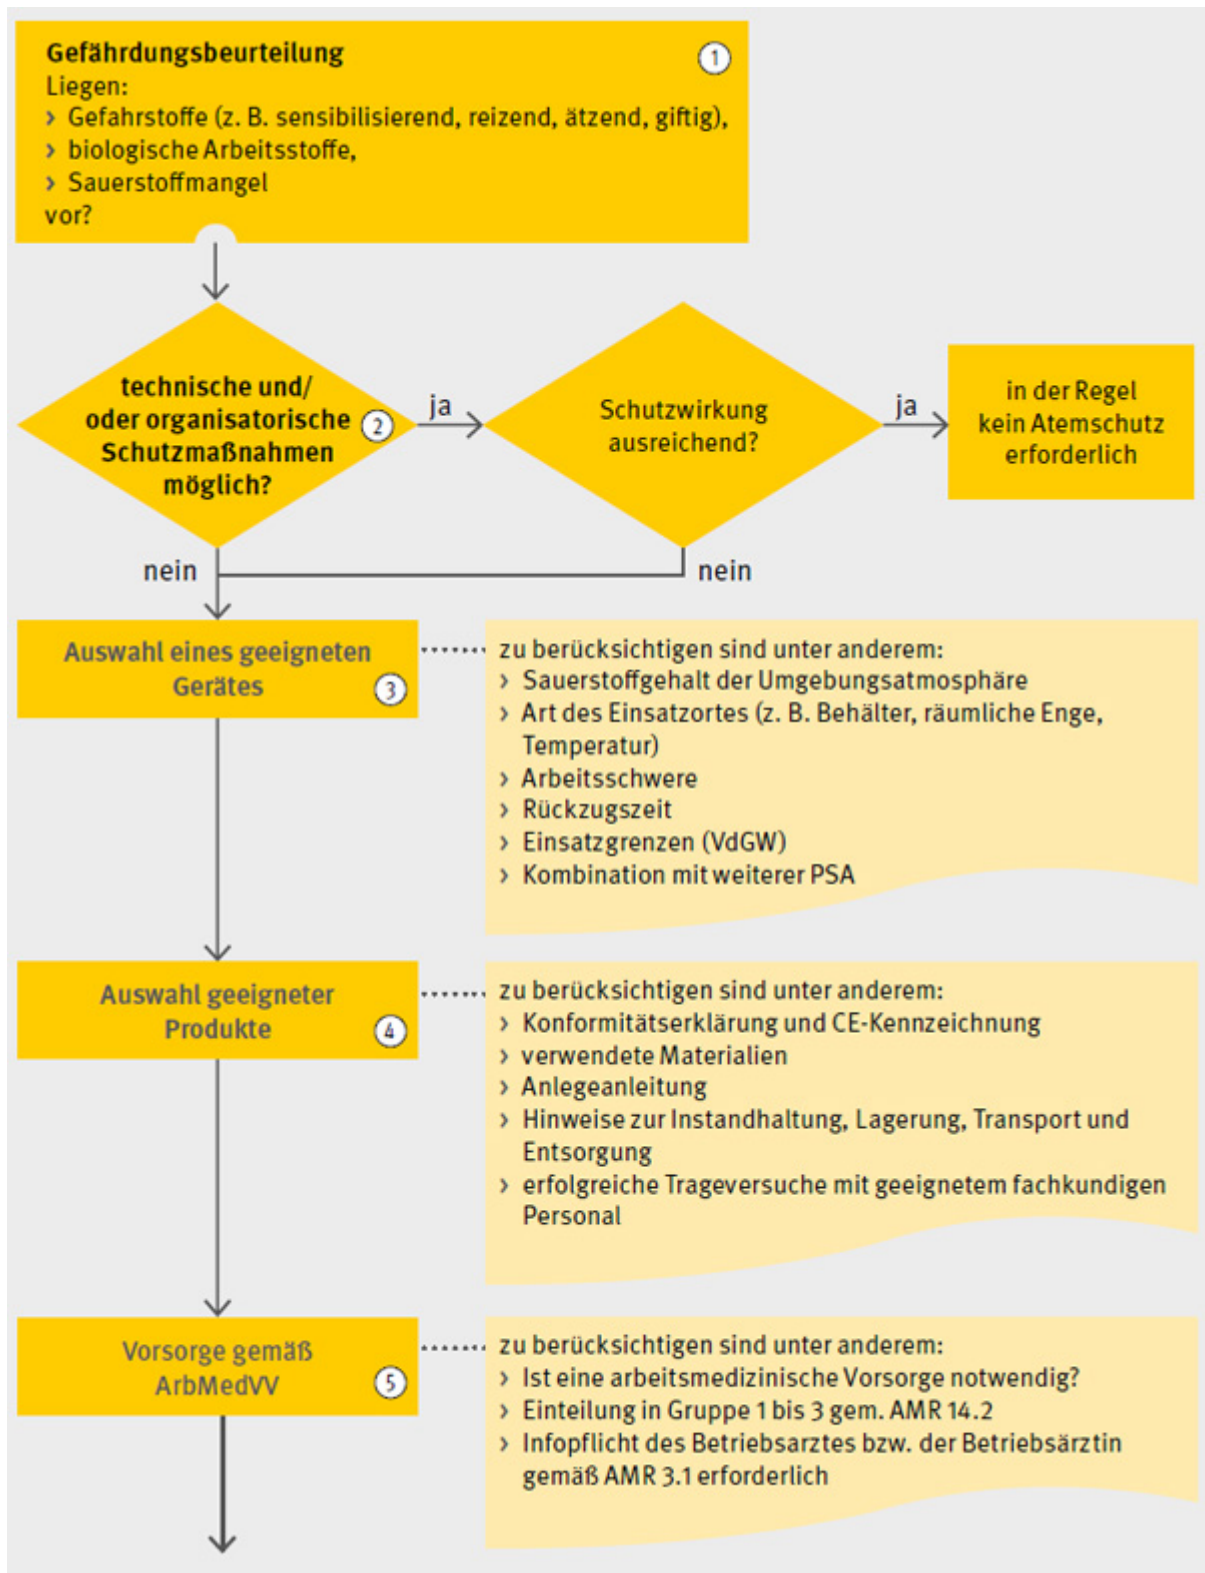 Gefährdungsbeurteilung
1
Liegen:
› Gefahrstoffe (z. B. sensibilisierend, reizend, ätzend, giftig),
› biologische Arbeitsstoffe,
› Sauerstoffmangel
vor?
technische und/
oder organisatorische
Schutzmaßnahmen
möglich?
2
ja
Schutzwirkung
ausreichend?
ja
in der Regel
kein Atemschutz
erforderlich
nein
nein
Auswahl eines geeigneten
Gerätes
3
zu berücksichtigen sind unter anderem:
› Sauerstoffgehalt der Umgebungsatmosphäre
› Art des Einsatzortes (z. B. Behälter, räumliche Enge,
Temperatur)
› Arbeitsschwere
› Rückzugszeit
› Einsatzgrenzen (VdGW)
› Kombination mit weiterer PSA
Auswahl geeigneter
Produkte
4
zu berücksichtigen sind unter anderem:
› Konformitätserklärung und CE-Kennzeichnung
› verwendete Materialien
› Anlegeanleitung
› Hinweise zur Instandhaltung, Lagerung, Transport und
Entsorgung
› erfolgreiche Trageversuche mit geeignetem fachkundigen
Personal
Vorsorge gemäß
ArbMedVV
5
zu berücksichtigen sind unter anderem:
› Ist eine arbeitsmedizinische Vorsorge notwendig?
› Einteilung in Gruppe 1 bis 3 gem. AMR 14.2
› Infopflicht des Betriebsarztes bzw. der Betriebsärztin
gemäß AMR 3.1 erforderlich